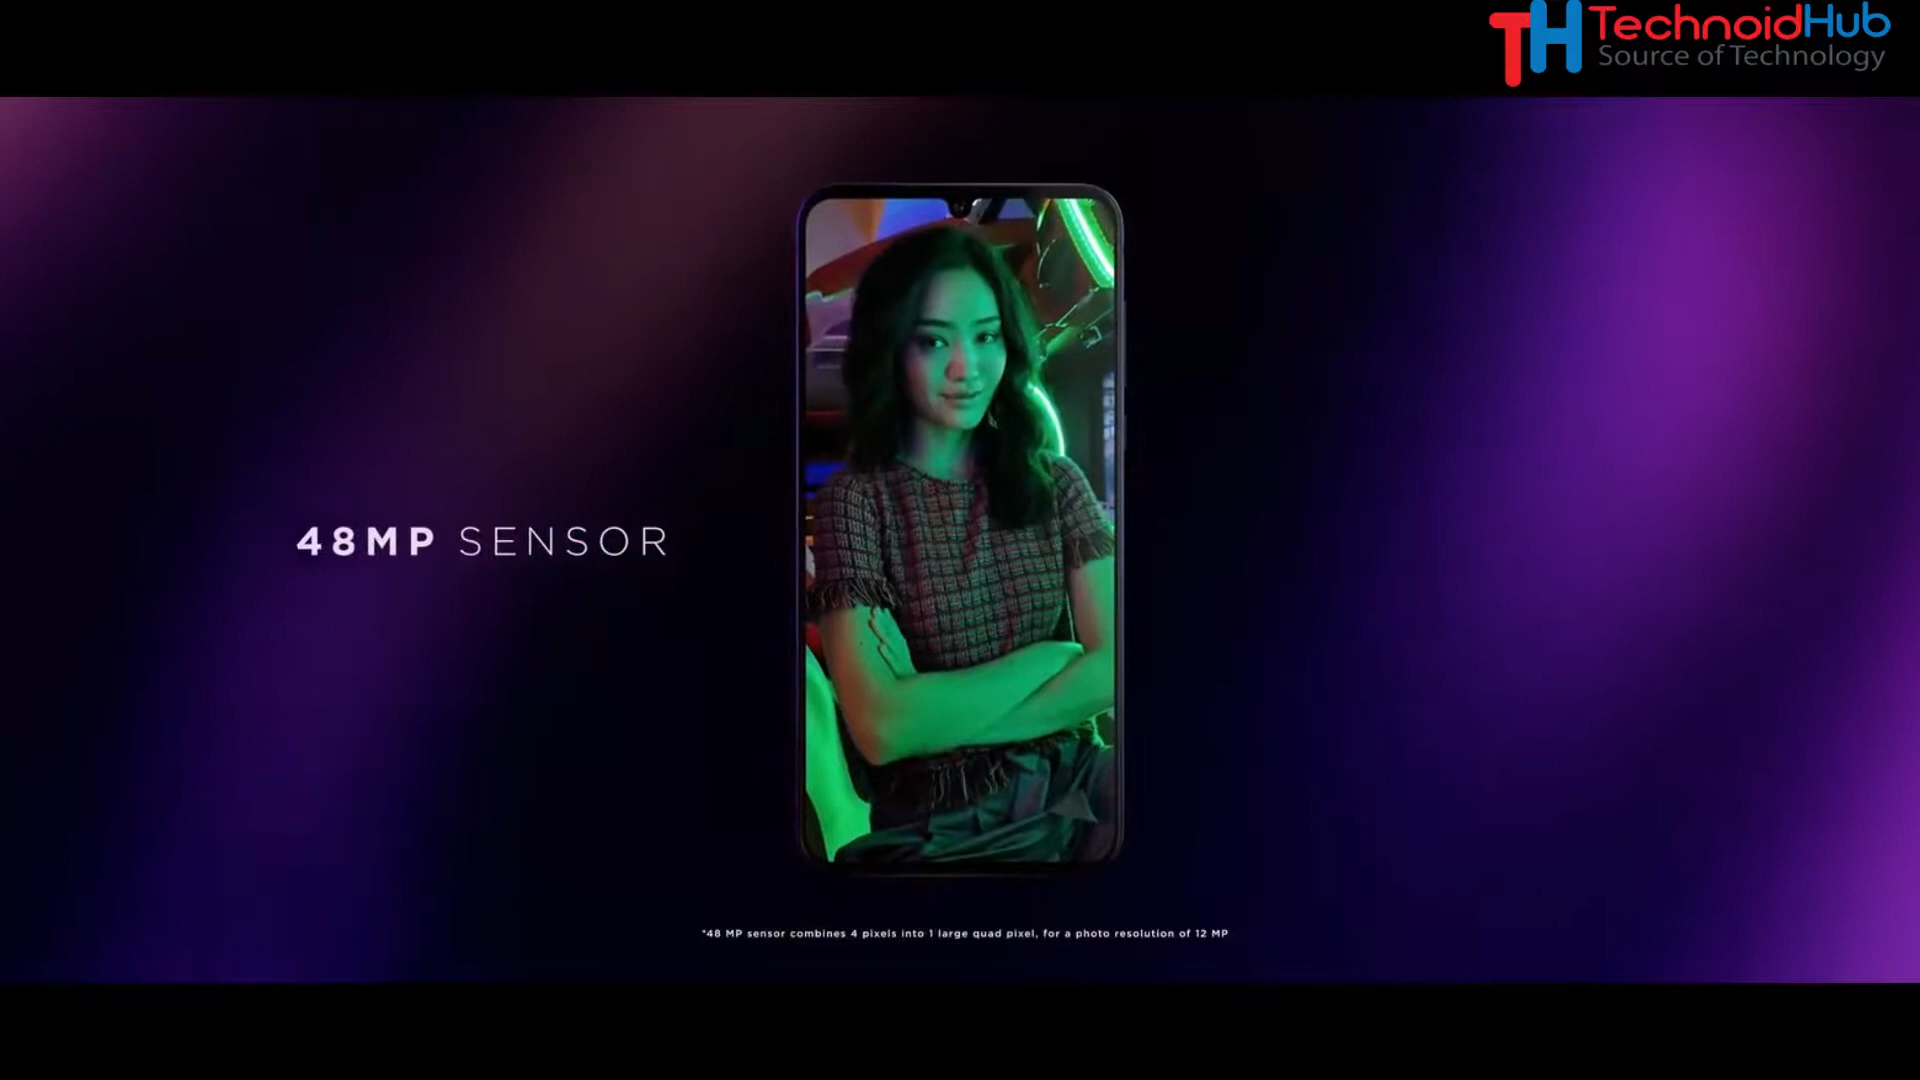 TH TechnoidHub
Source of Technology
48MP SENSOR
*48 MP sensor combines 4 pixels into 1 large quad pixel, for a photo resolution of 12 MP